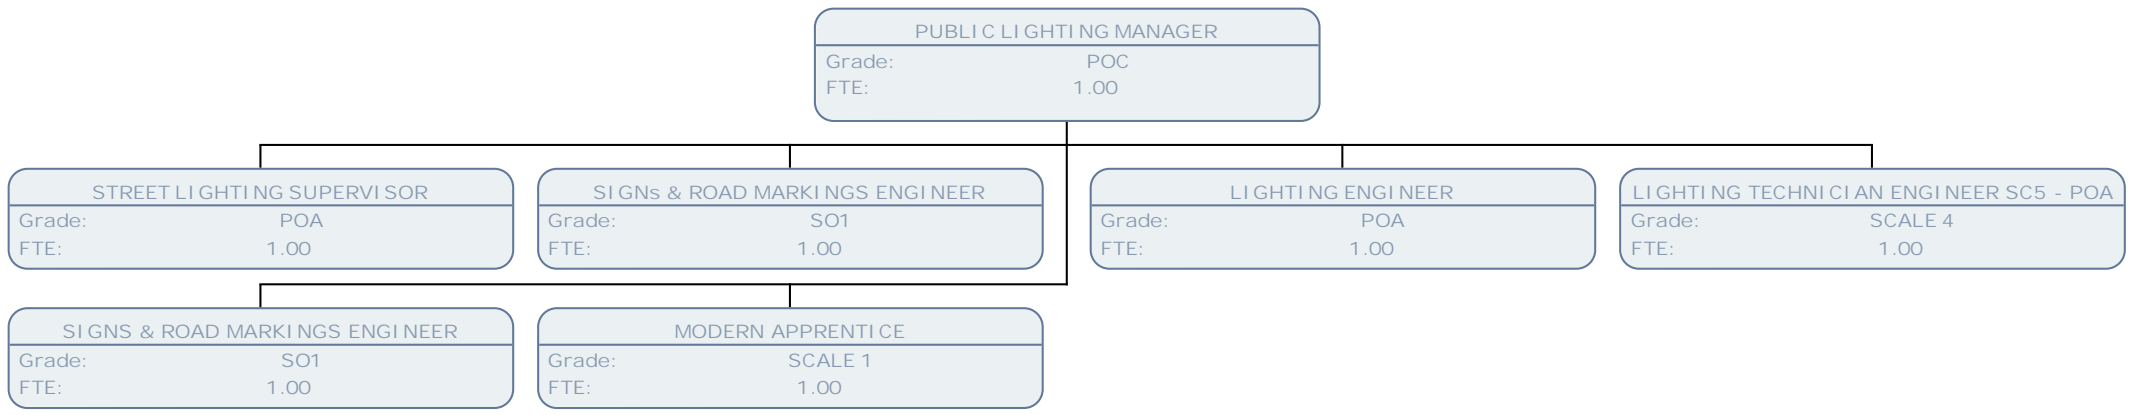 PUBLIC LIGHTING MANAGER
Grade: POC
FTE: 1.00
STREET LIGHTING SUPERVISOR
Grade: POA
FTE: 1.00
SIGNs & ROAD MARKINGS ENGINEER
Grade: SO1
FTE: 1.00
LIGHTING ENGINEER
Grade: POA
FTE: 1.00
LIGHTING TECHNICIAN ENGINEER SC5 - POA
Grade: SCALE 4
FTE: 1.00
SIGNS & ROAD MARKINGS ENGINEER
Grade: SO1
FTE: 1.00
MODERN APPRENTICE
Grade: SCALE 1
FTE: 1.00